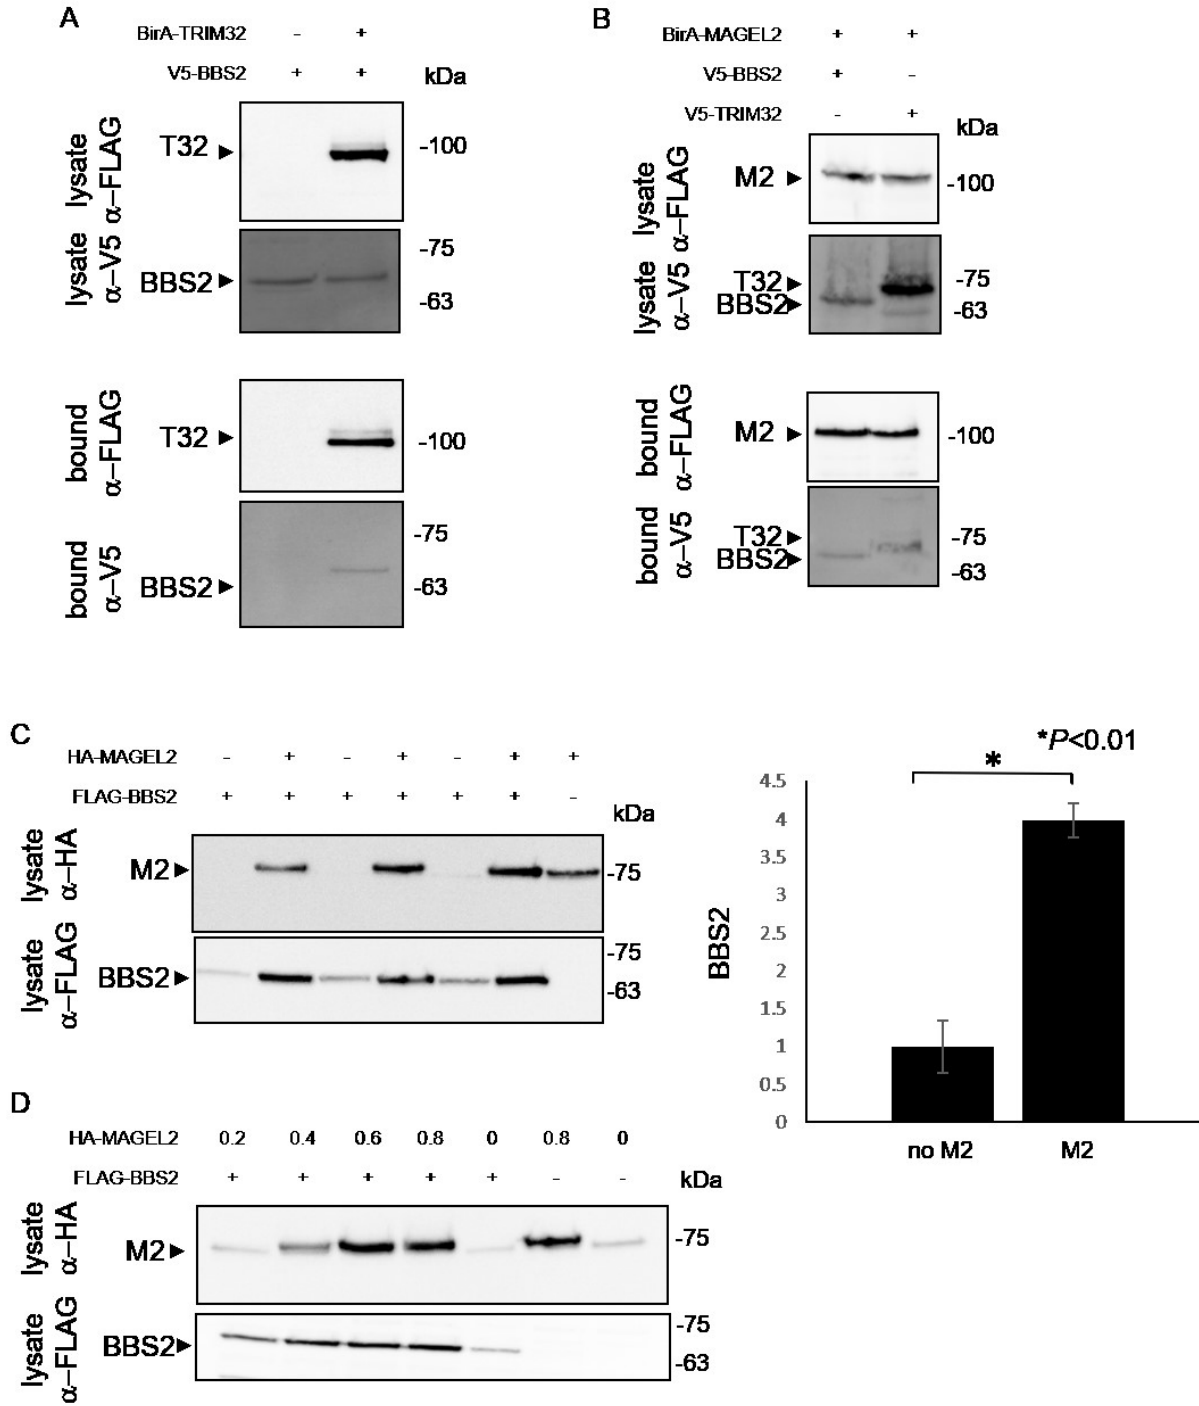 A
BirA-TRIM32 - +
V5-BBS2 + + kDa
lysate α-FLAG
T32 -100
lysate α-V5
-75
BBS2
-63
bound α-FLAG
T32 -100
bound α-V5
-75
BBS2 -63
B
BirA-MAGEL2 + +
V5-BBS2 + -
V5-TRIM32 - +
kDa
lysate α-FLAG
M2 -100
lysate α-V5
T32 -75
BBS2 -63
bound α-FLAG
M2 -100
bound α-V5
T32 -75
BBS2 -63
C
HA-MAGEL2 - + - + - + +
FLAG-BBS2 + + + + + + -
kDa
lysate α-HA
M2 -75
lysate α-FLAG
-75
BBS2 -63
*P<0.01
*
4.5
4
3.5
3
2.5
2
1.5
1
0.5
0
BBS2
no M2 M2
D
HA-MAGEL2 0.2 0.4 0.6 0.8 0 0.8 0
FLAG-BBS2 + + + + + - - kDa
lysate α-HA
M2 -75
lysate α-FLAG
-75
BBS2
-63